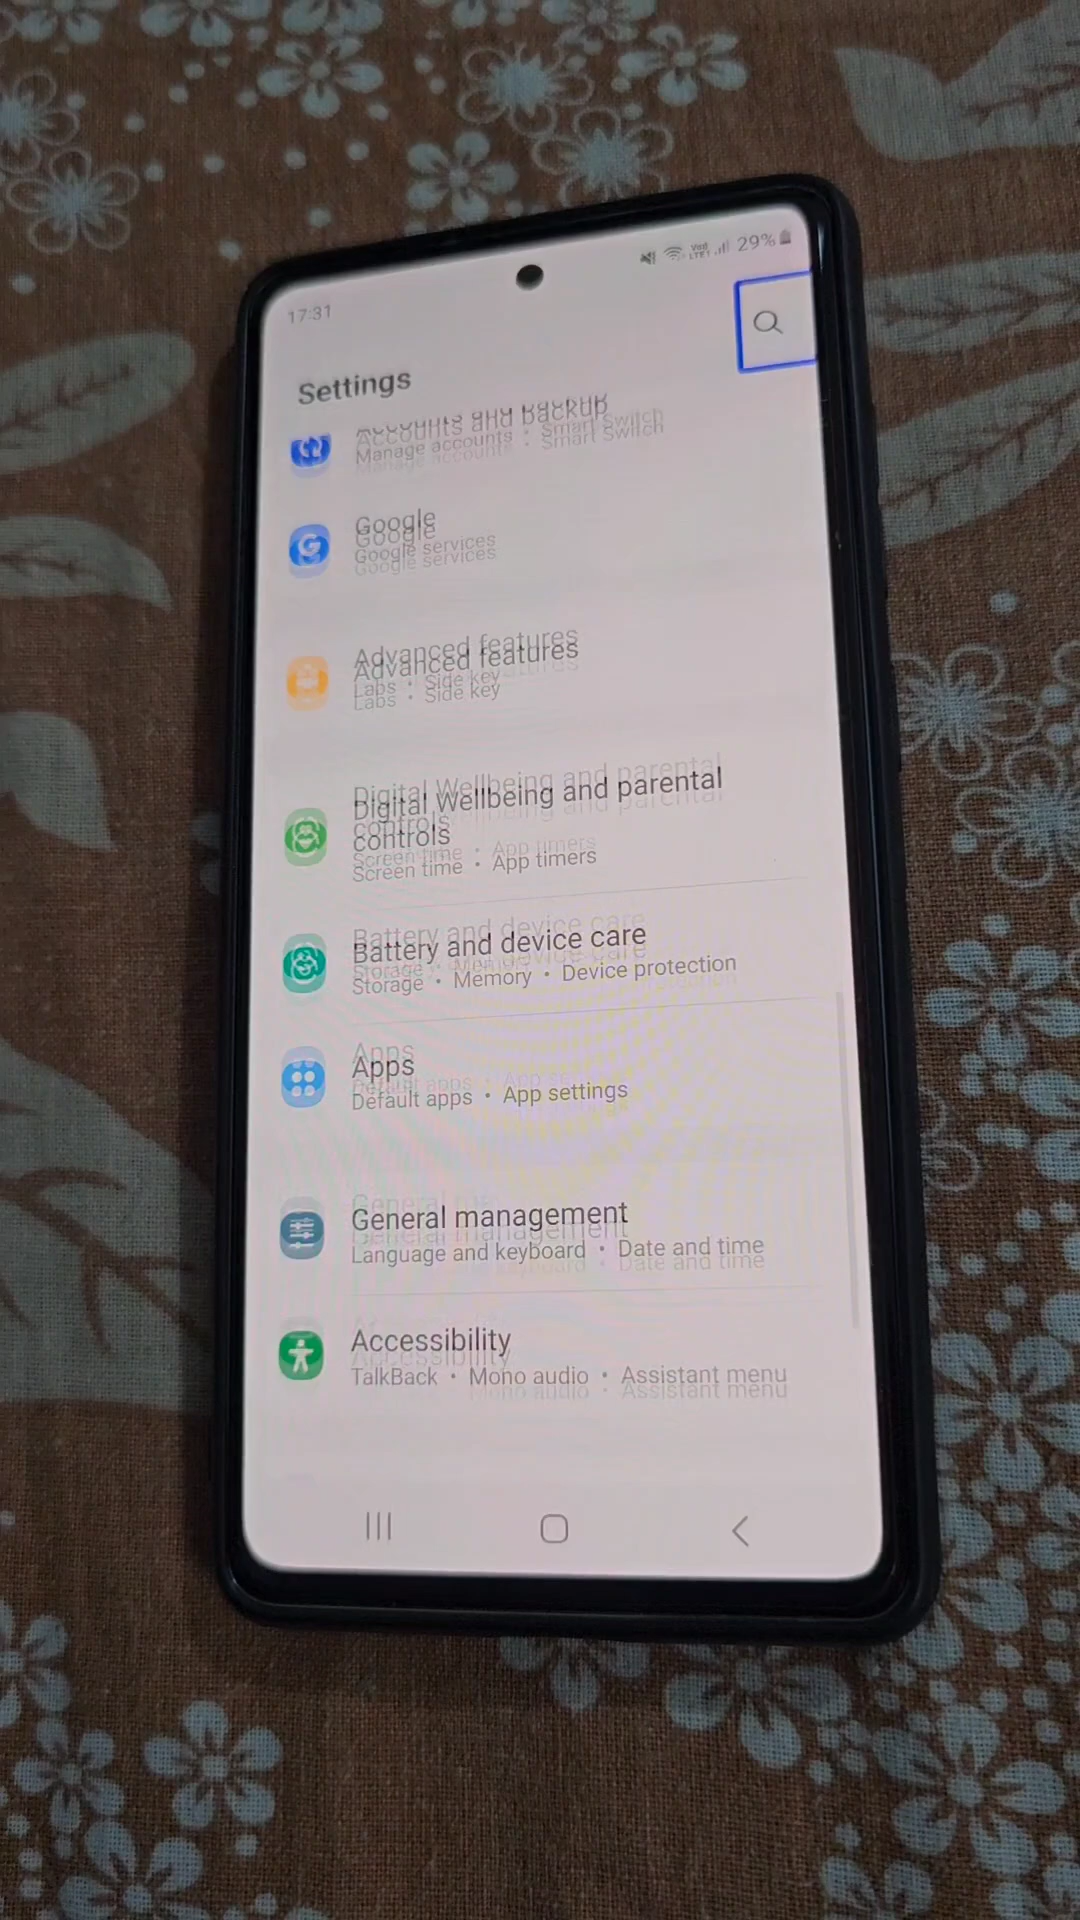 17:31
29%
Settings
Accounts and backup
Manage accounts • Smart Switch
Google
Google services
Advanced features
Labs • Side key
Digital Wellbeing and parental
controls
Screen time • App timers
Battery and device care
Storage • Memory • Device protection
Apps
Default apps • App settings
General management
Language and keyboard • Date and time
Accessibility
TalkBack • Mono audio • Assistant menu